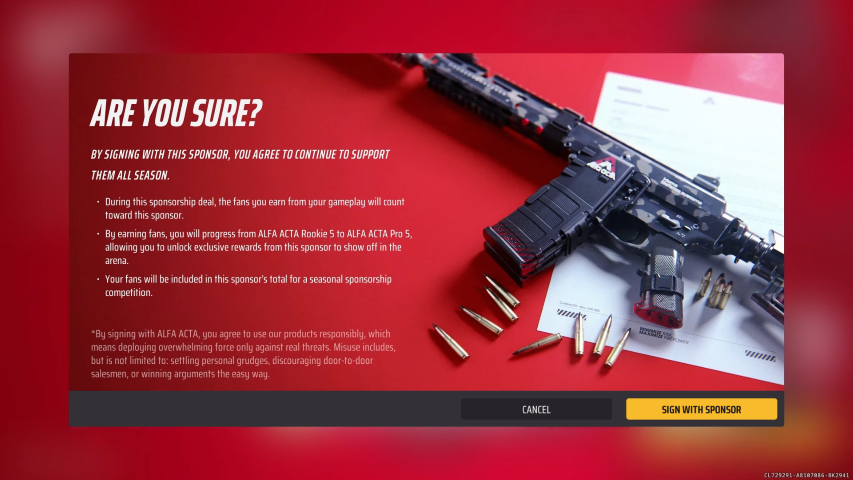 ARE YOU SURE?
BY SIGNING WITH THIS SPONSOR, YOU AGREE TO CONTINUE TO SUPPORT
THEM ALL SEASON.
· During this sponsorship deal, the fans you earn from your gameplay will count
toward this sponsor.
· By earning fans, you will progress from ALFA ACTA Rookie 5 to ALFA ACTA Pro 5,
allowing you to unlock exclusive rewards from this sponsor to show off in the
arena.
· Your fans will be included in this sponsor's total for a seasonal sponsorship
competition.
*By signing with ALFA ACTA, you agree to use our products responsibly, which
means deploying overwhelming force only against real threats. Misuse includes,
but is not limited to: settling personal grudges, discouraging door-to-door
salesmen, or winning arguments the easy way.
CANCEL
SIGN WITH SPONSOR